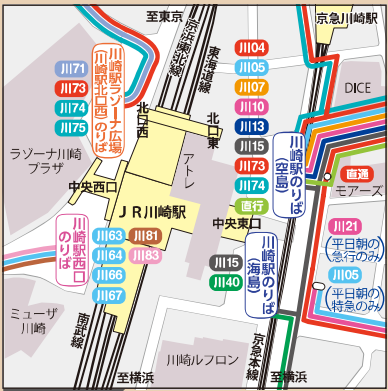 至東京
京急川崎駅
京浜東北線
東海道線
川71
川73
川74
川75
川崎駅ラゾーナ広場
(川崎駅北口西)のりば
北口西
北口東
川04
川05
川07
川10
川13
川15
川73
川74
直行
DICE
ラゾーナ川崎
プラザ
アトレ
川崎駅のりば
(空島)
直通
モアーズ
中央西口
JR川崎駅
中央東口
川崎駅西口
のりば
川63
川81
川64
川83
川66
川67
川崎駅のりば
(海島)
川15
川40
川21
(平日朝の
急行のみ)
川05
(平日朝の
特急のみ)
ミューザ
川崎
南武線
川崎ルフロン
京急本線
至横浜
至横浜